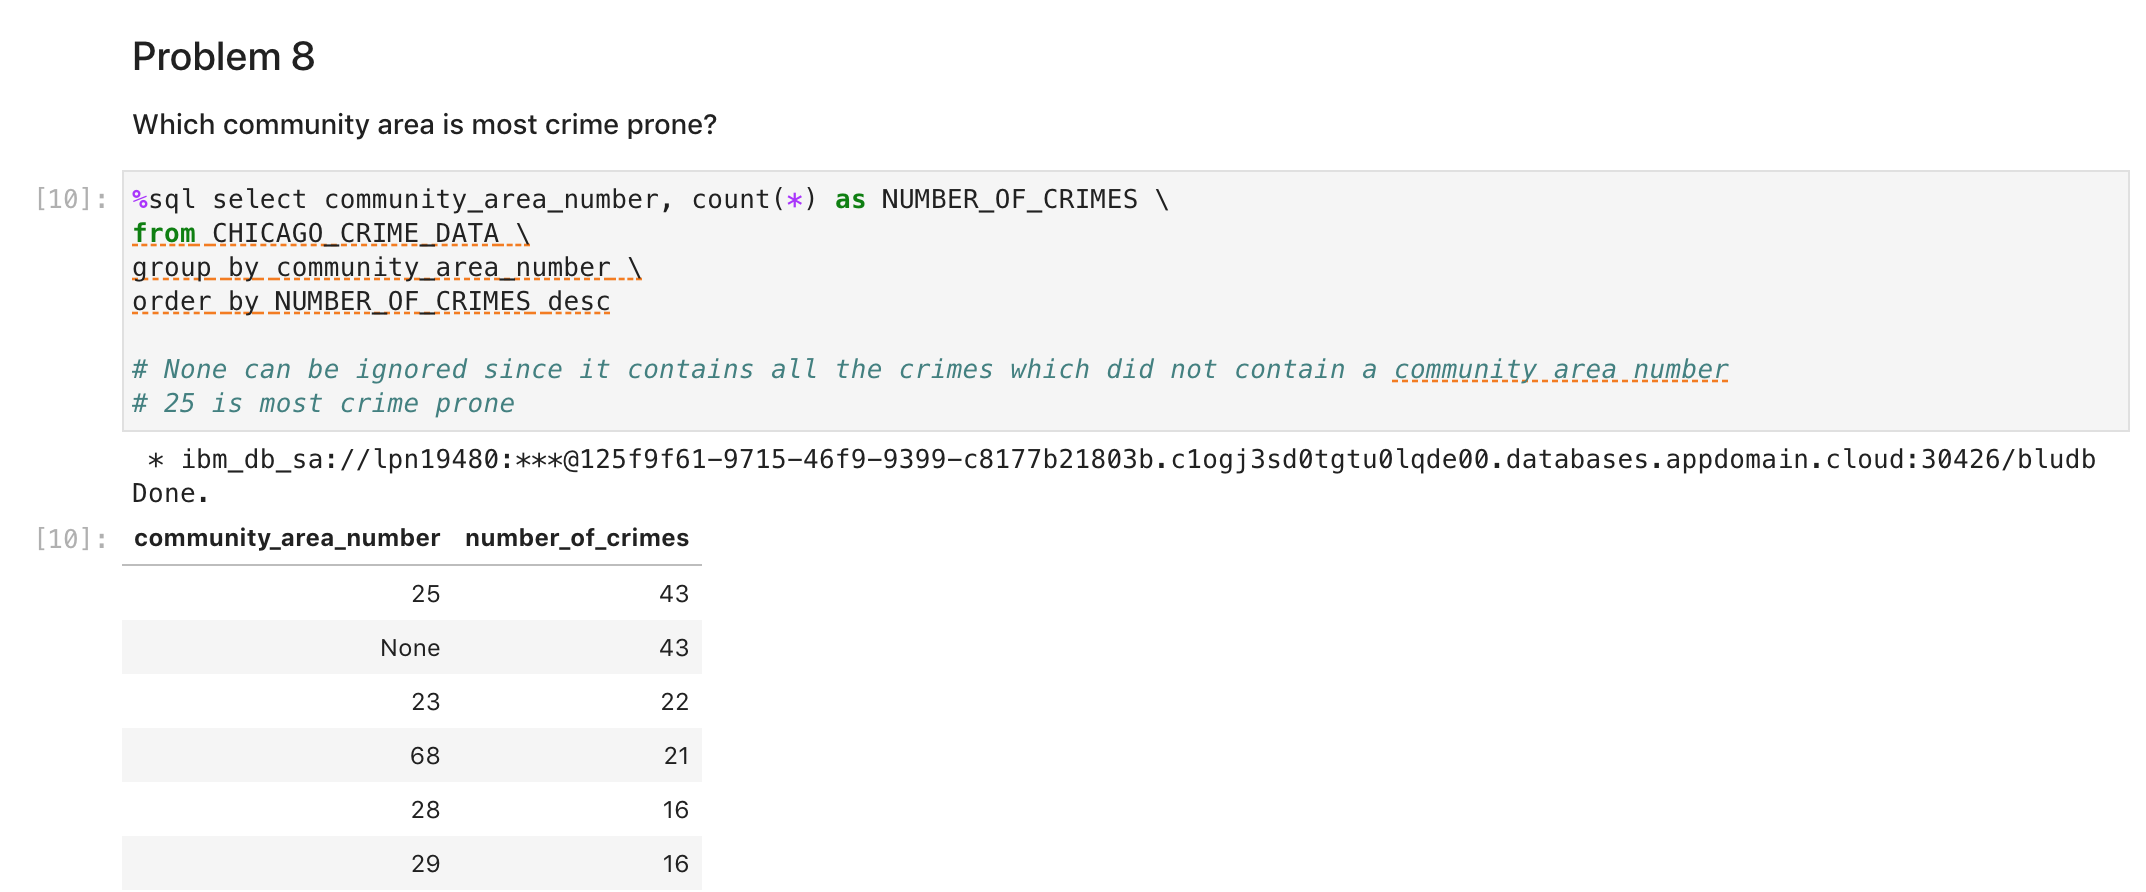 Problem 8
Which community area is most crime prone?
[10]: %sql select community_area_number, count(*) as NUMBER_OF_CRIMES \
from CHICAGO_CRIME_DATA \
group by community_area_number \
order by NUMBER_OF_CRIMES desc
# None can be ignored since it contains all the crimes which did not contain a community area number
# 25 is most crime prone
* ibm_db_sa://lpn19480:***@125f9f61-9715-46f9-9399-c8177b21803b.c1ogj3sd0tgtu0lqde00.databases.appdomain.cloud:30426/bludb
Done.
[10]: community_area_number number_of_crimes
25 43
None 43
23 22
68 21
28 16
29 16